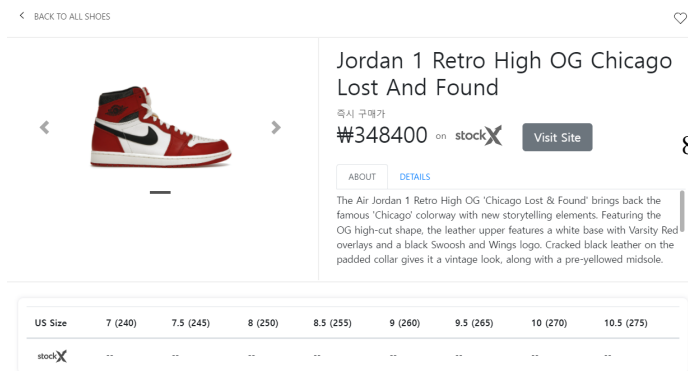 BACK TO ALL SHOES
Jordan 1 Retro High OG Chicago
Lost And Found
즉시 구매가
₩348400 on stockX Visit Site
ABOUT DETAILS
The Air Jordan 1 Retro High OG 'Chicago Lost & Found' brings back the
famous 'Chicago' colorway with new storytelling elements. Featuring the
OG high-cut shape, the leather upper features a white base with Varsity Red
overlays and a black Swoosh and Wings logo. Cracked black leather on the
padded collar gives it a vintage look, along with a pre-yellowed midsole.
US Size 7 (240) 7.5 (245) 8 (250) 8.5 (255) 9 (260) 9.5 (265) 10 (270) 10.5 (275)
stockX -- -- -- -- -- -- -- --